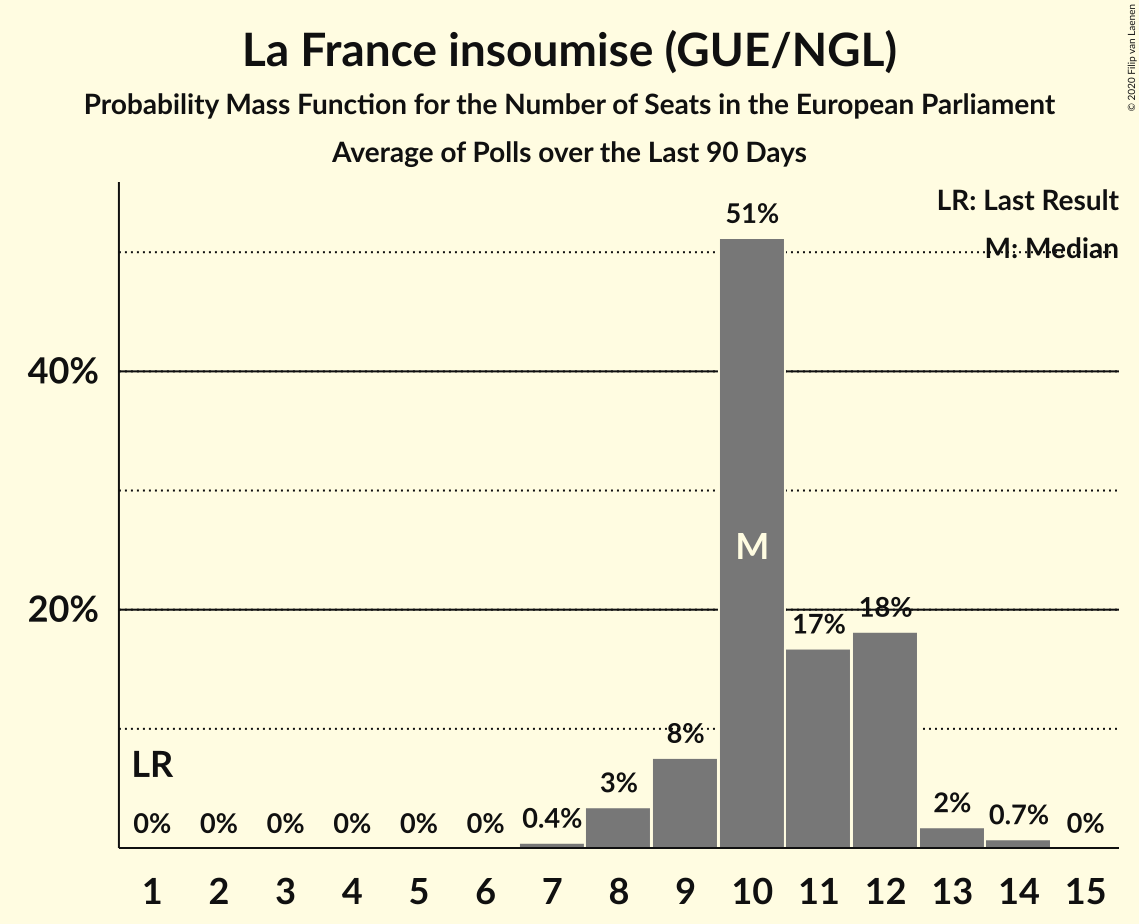 La France insoumise (GUE/NGL)
Probability Mass Function for the Number of Seats in the European Parliament
Average of Polls over the Last 90 Days
© 2020 Filip van Laenen
LR: Last Result
M: Median
51%
40%
M
20%
18%
17%
8%
LR
3%
2%
0.7%
0.4%
0% 0% 0% 0% 0% 0% 0%
1 2 3 4 5 6 7 8 9 10 11 12 13 14 15